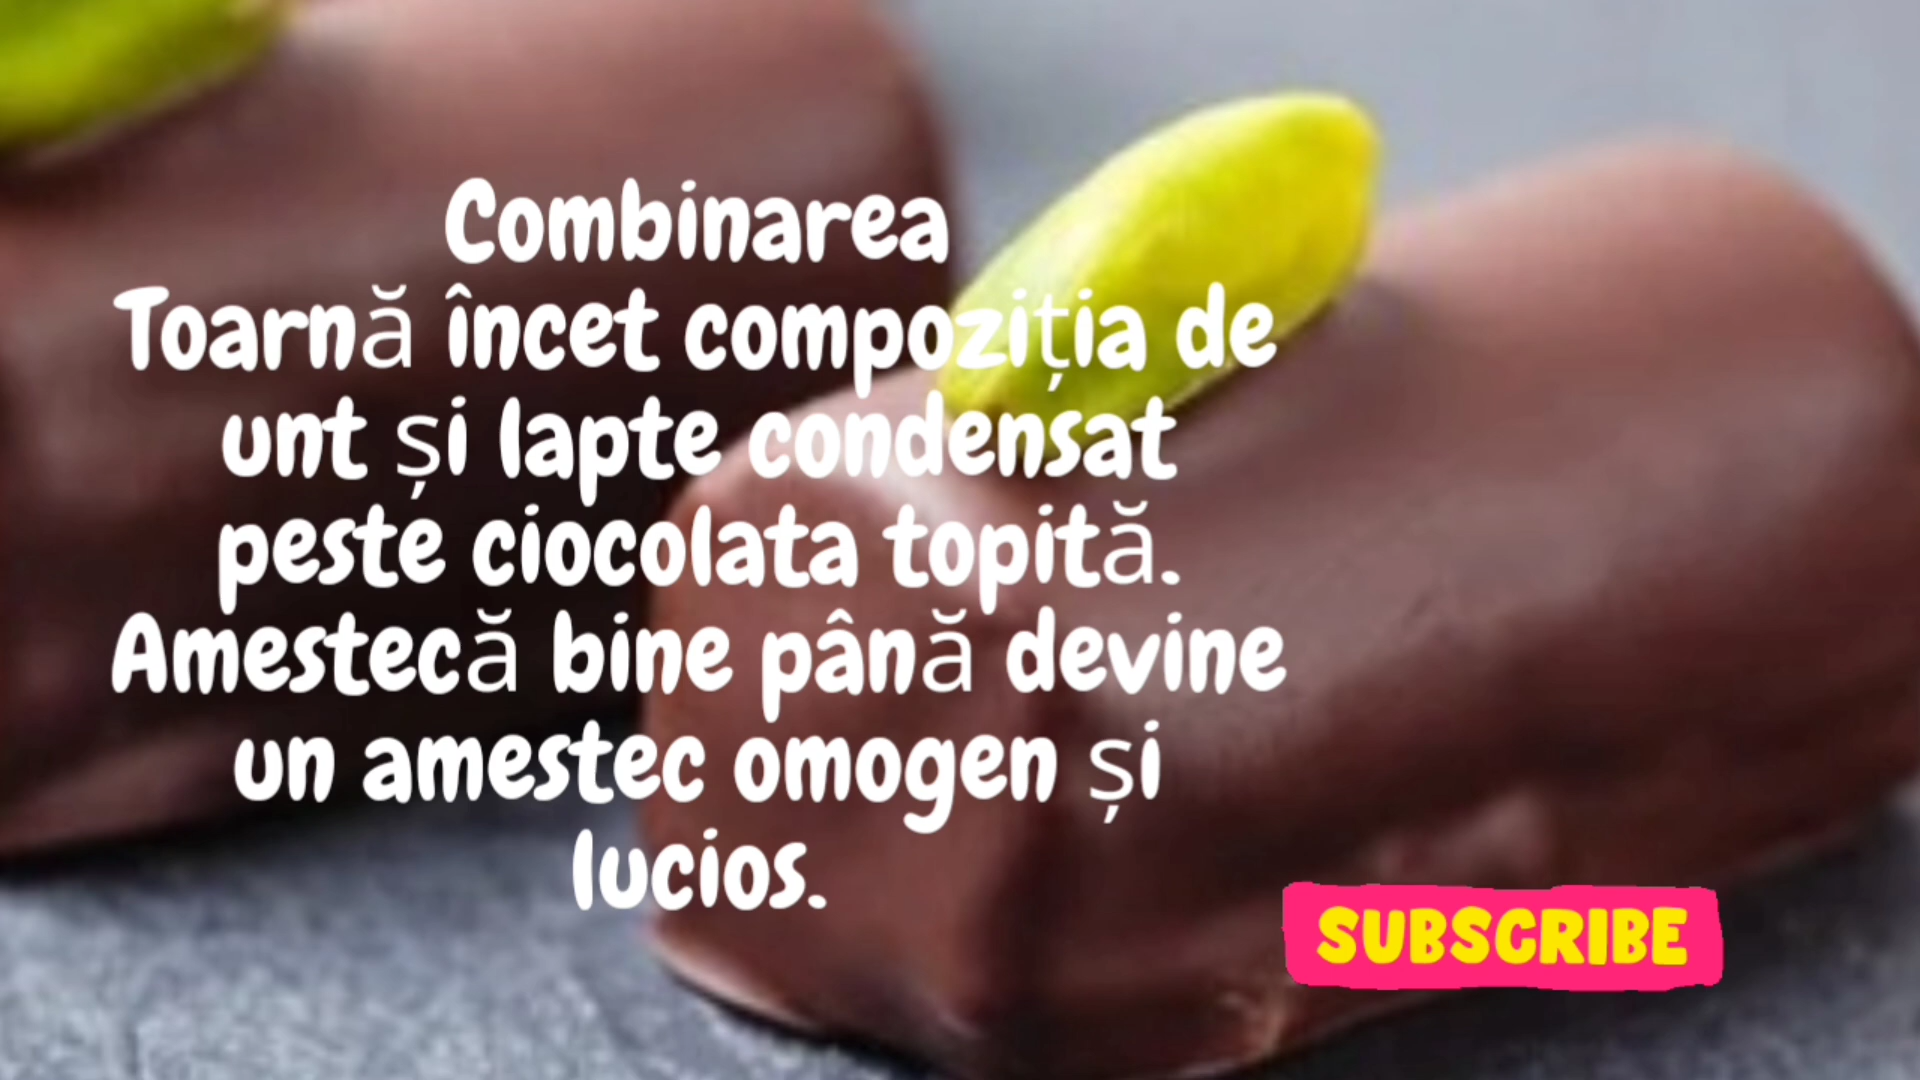 Combinarea
Toarnă încet compoziția de
unt și lapte condensat
peste ciocolata topită.
Amestecă bine până devine
un amestec omogen și
lucios.
SUBSCRIBE